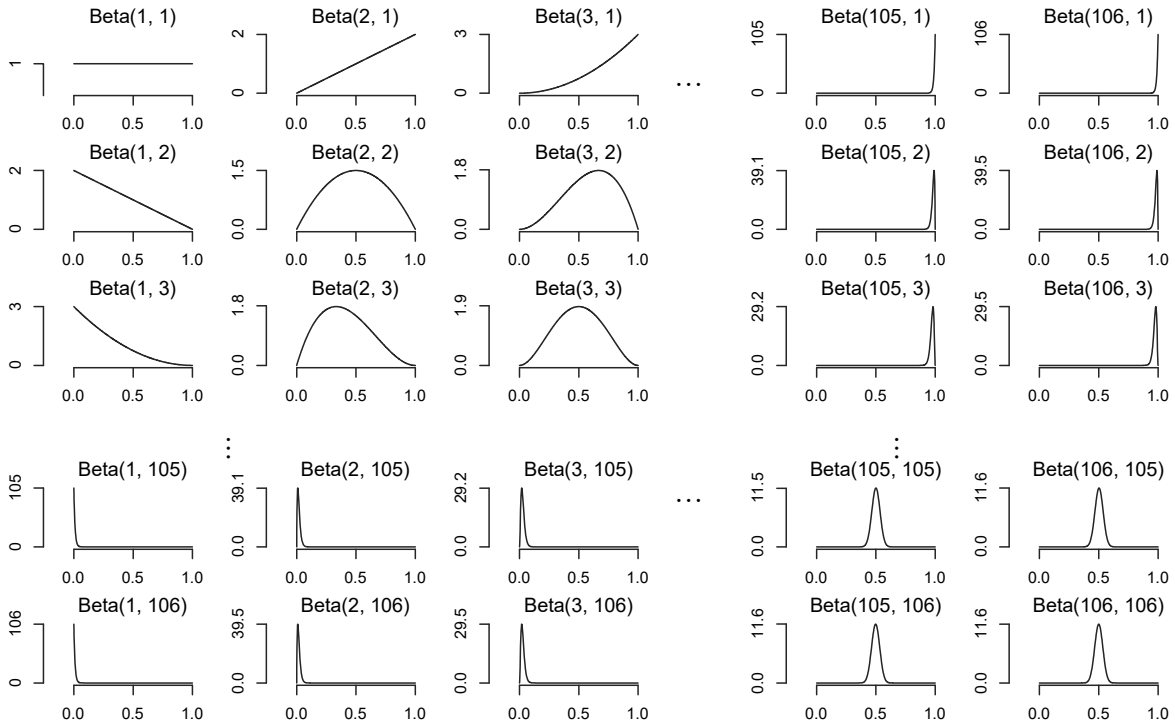 Beta(1, 1) Beta(2, 1) Beta(3, 1) Beta(105, 1) Beta(106, 1)
1 0 2 0 3 0 105 0 106
...
0.0 0.5 1.0 0.0 0.5 1.0 0.0 0.5 1.0 0.0 0.5 1.0 0.0 0.5 1.0
Beta(1, 2) Beta(2, 2) Beta(3, 2) Beta(105, 2) Beta(106, 2)
0 2 0.0 1.5 0.0 1.8 0.0 39.1 0.0 39.5
0.0 0.5 1.0 0.0 0.5 1.0 0.0 0.5 1.0 0.0 0.5 1.0 0.0 0.5 1.0
Beta(1, 3) Beta(2, 3) Beta(3, 3) Beta(105, 3) Beta(106, 3)
0 3 0.0 1.8 0.0 1.9 0.0 29.2 0.0 29.5
0.0 0.5 1.0 0.0 0.5 1.0 0.0 0.5 1.0 0.0 0.5 1.0 0.0 0.5 1.0
⋮ ⋮
Beta(1, 105) Beta(2, 105) Beta(3, 105) Beta(105, 105) Beta(106, 105)
0 105 0.0 39.1 0.0 29.2 0.0 11.5 0.0 11.6
...
0.0 0.5 1.0 0.0 0.5 1.0 0.0 0.5 1.0 0.0 0.5 1.0 0.0 0.5 1.0
Beta(1, 106) Beta(2, 106) Beta(3, 106) Beta(105, 106) Beta(106, 106)
0 106 0.0 39.5 0.0 29.5 0.0 11.6 0.0 11.6
0.0 0.5 1.0 0.0 0.5 1.0 0.0 0.5 1.0 0.0 0.5 1.0 0.0 0.5 1.0